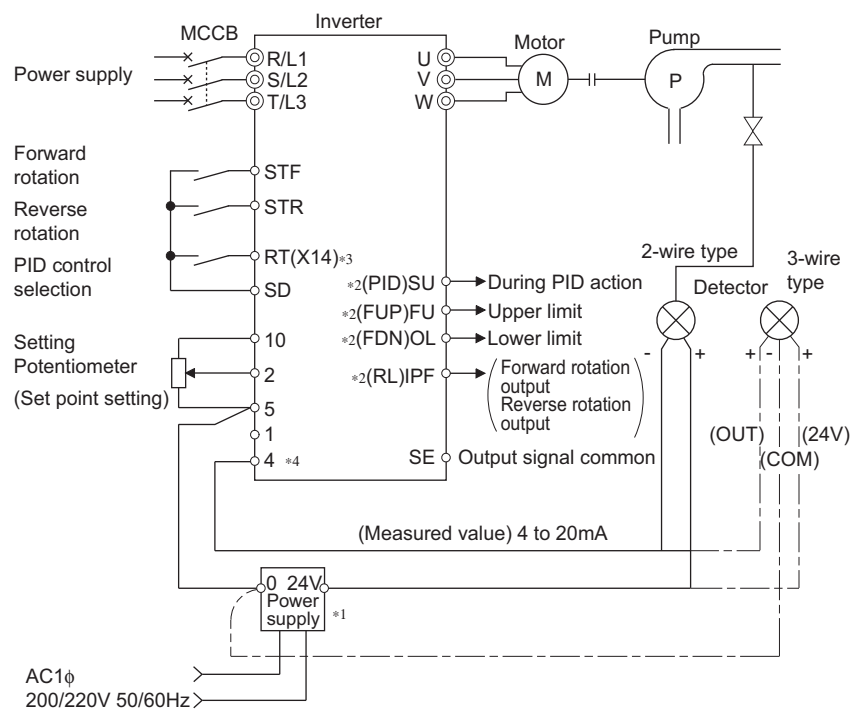 Inverter
MCCB
Motor
Pump
Power supply
R/L1
S/L2
T/L3
U
V
W
M
P
Forward
rotation
STF
Reverse
rotation
STR
PID control
selection
RT(X14)*3
SD
*2(PID)SU
During PID action
*2(FUP)FU
Upper limit
*2(FDN)OL
Lower limit
*2(RL)IPF
Forward rotation
output
Reverse rotation
output
2-wire type
Detector
3-wire
type
- +
+ - +
Setting
Potentiometer
(Set point setting)
10
2
5
1
4 *4
SE
Output signal common
(OUT)
(24V)
(COM)
(Measured value) 4 to 20mA
0 24V
Power
supply
*1
AC1ϕ
200/220V 50/60Hz